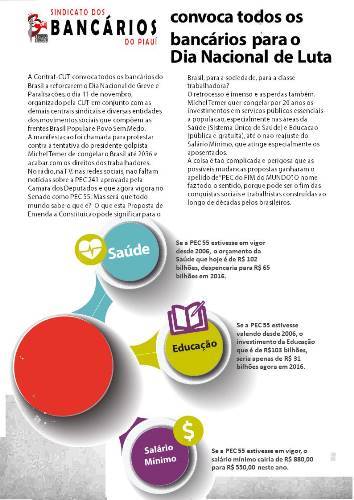 SINDICATO DOS
BANCÁRIOS
DO PIAUÍ
convoca todos os
bancários para o
Dia Nacional de Luta
A Contraf-CUT convoca todos os bancários do
Brasil a reforçarem o Dia Nacional de Greve e
Paralisações, o dia 11 de novembro,
organizado pela CUT em conjunto com as
demais centrais sindicais e diversas entidades
dos movimentos sociais que compõem as
frentes Brasil Popular e Povo Sem Medo.
A manifestação foi chamada para protestar
contra a tentativa do presidente golpista
Michel Temer de congelar o Brasil até 2036 e
acabar com os direitos dos trabalhadores.
No rádio, na TV nas redes sociais, não faltam
notícias sobre a PEC 241 aprovada pela
Camara dos Deputados e que agora vigora no
Senado como PEC 55. Mas será que todo
mundo sabe o que é? O que esta Proposta de
Emenda a Constituição pode significar para o
Brasil, para a sociedade, para a classe
trabalhadora?
O retrocesso é imenso e as perdas também.
Michel Temer quer congelar por 20 anos os
investimentos em serviços públicos essenciais
a população, especialmente nas áreas da
Saúde (Sistema Único de Saúde) e Educação
(pública e gratuita), até o não reajuste do
Salário Mínimo, que atinge especialmente os
aposentados.
A coisa é tão complicada e perigosa que as
possíveis mudanças propostas ganharam o
apelido de "PEC do FIM do MUNDO". O nome
faz todo o sentido, porque pode ser o fim das
conquistas sociais e trabalhistas construídas ao
longo de décadas pelos brasileiros.
Saúde
Se a PEC 55 estivesse em vigor
desde 2006, o orçamento da
Saúde que hoje é de R$ 102
bilhões, despencaria para R$ 65
bilhões em 2016.
Educação
Se a PEC 55 estivesse
valendo desde 2006, o
investimento da Educação
que é de R$103 bilhões,
seria apenas de R$ 31
bilhões agora em 2016.
$
Salário
Mínimo
Se a PEC 55 estivesse em vigor, o
salário mínimo cairia de R$ 880,00
para R$ 550,00 neste ano.